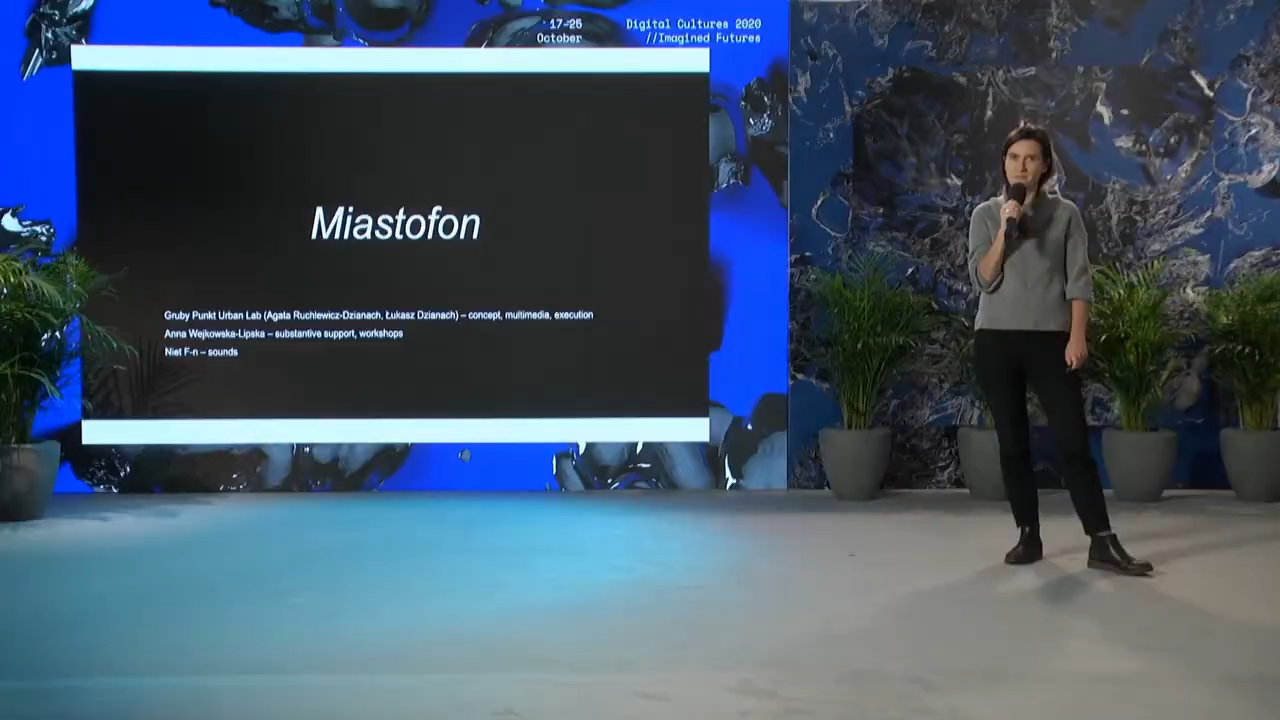 17-25
October
Digital Cultures 2020
//Imagined Futures
Miastofon
Gruby Punkt Urban Lab (Agata Ruchlewicz-Dzianach, Łukasz Dzianach) – concept, multimedia, execution
Anna Wejkowska-Lipska – substantive support, workshops
Niet F-n – sounds